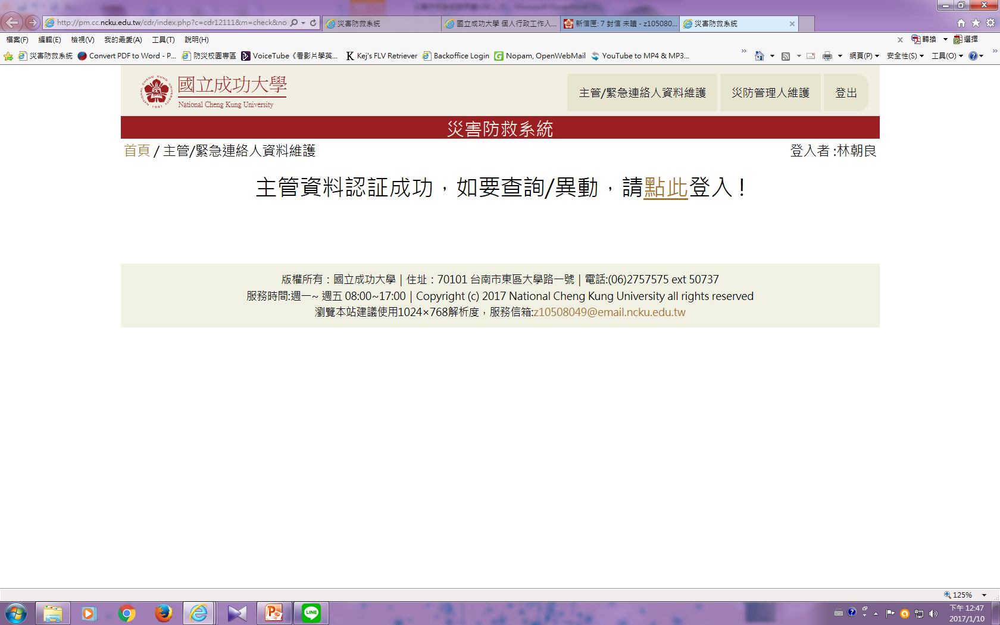 http://pm.cc.ncku.edu.tw/cdr/index.php?c=cdr12111&m=check&no
災害防救系統
國立成功大學 個人行政工作入...
新信匣: 7 封信 未讀 - z105080...
災害防救系統
檔案(F) 編輯(E) 檢視(V) 我的最愛(A) 工具(T) 說明(H)
轉換 選擇
災害防救系統 Convert PDF to Word - P... 防災校園專區 VoiceTube《看影片學英... Kej's FLV Retriever Backoffice Login Nopam, OpenWebMail YouTube to MP4 & MP3...
網頁(P) 安全性(S) 工具(O)
國立成功大學
National Cheng Kung University
主管/緊急連絡人資料維護 災防管理人維護 登出
災害防救系統
首頁 / 主管/緊急連絡人資料維護
登入者 :林朝良
主管資料認証成功，如要查詢/異動，請點此登入！
版權所有：國立成功大學｜住址：70101 台南市東區大學路一號｜電話:(06)2757575 ext 50737
服務時間:週一~ 週五 08:00~17:00｜Copyright (c) 2017 National Cheng Kung University all rights reserved
瀏覽本站建議使用1024×768解析度，服務信箱:z10508049@email.ncku.edu.tw
125%
LINE
下午 12:47
2017/1/10